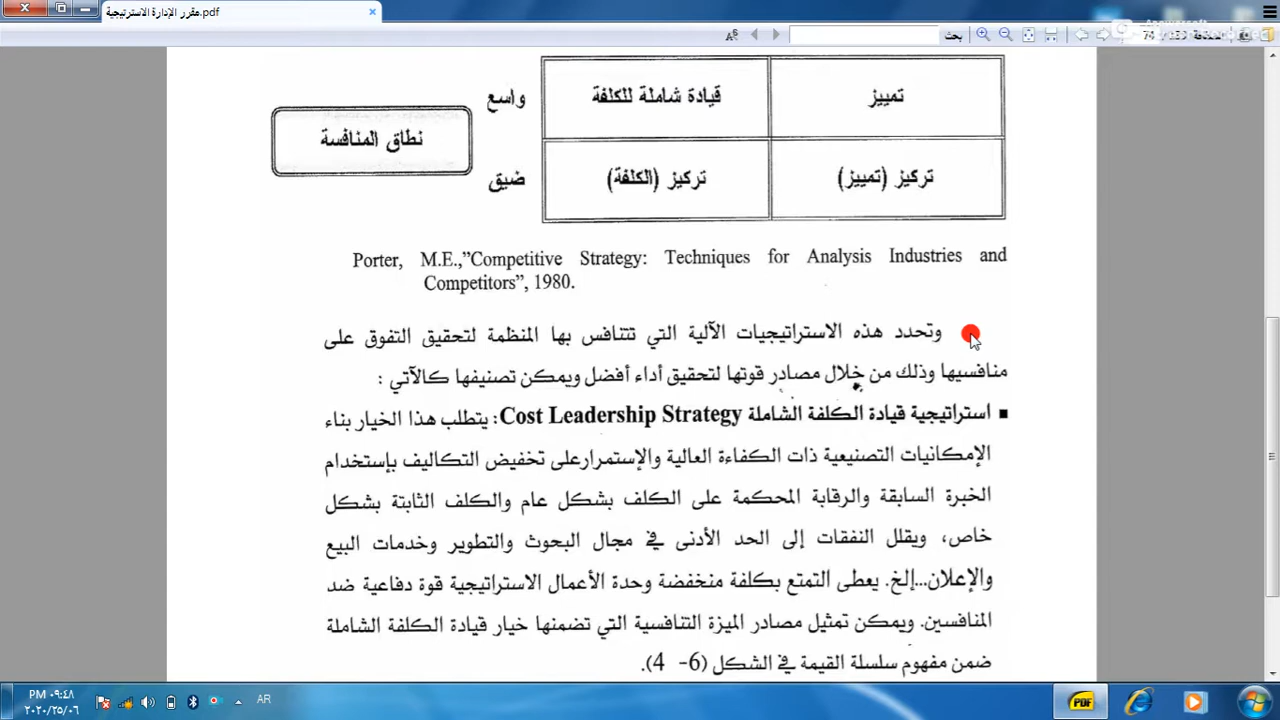 مقرر الإدارة الاسترتيجية.pdf
بحث
74
واسع
قيادة شاملة للكلفة
تمييز
نطاق المنافسة
ضيق
تركيز (الكلفة)
تركيز (تمييز)
Porter, M.E.,”Competitive Strategy: Techniques for Analysis Industries and
Competitors”, 1980.
وتحدد هذه الاستراتيجيات الآلية التي تتنافس بها المنظمة لتحقيق التفوق على
منافسيها وذلك من خلال مصادر قوتها لتحقيق أداء أفضل ويمكن تصنيفها كالآتي :
■ استراتيجية قيادة الكلفة الشاملة Cost Leadership Strategy: يتطلب هذا الخيار بناء
الإمكانيات التصنيعية ذات الكفاءة العالية والإستمرارعلى تخفيض التكاليف بإستخدام
الخبرة السابقة والرقابة المحكمة على الكلف بشكل عام والكلف الثابتة بشكل
خاص، ويقلل النفقات إلى الحد الأدنى في مجال البحوث والتطوير وخدمات البيع
والإعلان...إلخ. يعطى التمتع بكلفة منخفضة وحدة الأعمال الاستراتيجية قوة دفاعية ضد
المنافسين. ويمكن تمثيل مصادر الميزة التنافسية التي تضمنها خيار قيادة الكلفة الشاملة
ضمن مفهوم سلسلة القيمة في الشكل (6- 4).
AR
PM ٠٩:٤٨
٢٠٢٠/٢٥/٠٦
PDF